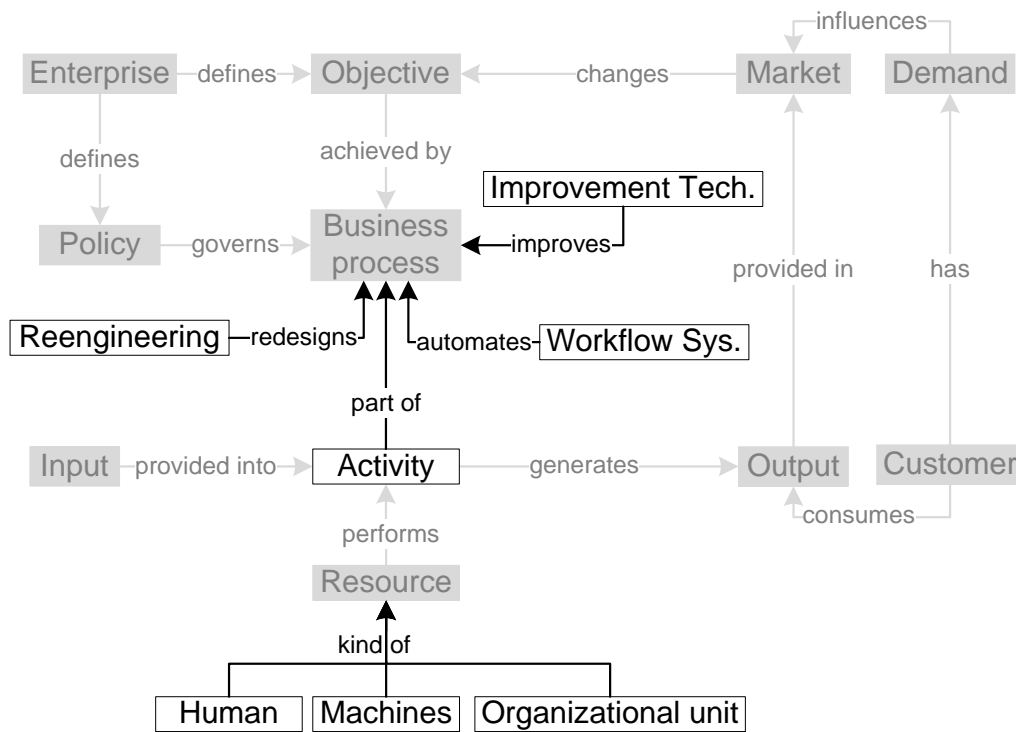 influences
Enterprise
defines
Objective
changes
Market
Demand
defines
achieved by
Improvement Tech.
Policy
governs
Business
process
improves
provided in
has
Reengineering
redesigns
automates
Workflow Sys.
part of
Input
provided into
Activity
generates
Output
Customer
consumes
performs
Resource
kind of
Human
Machines
Organizational unit